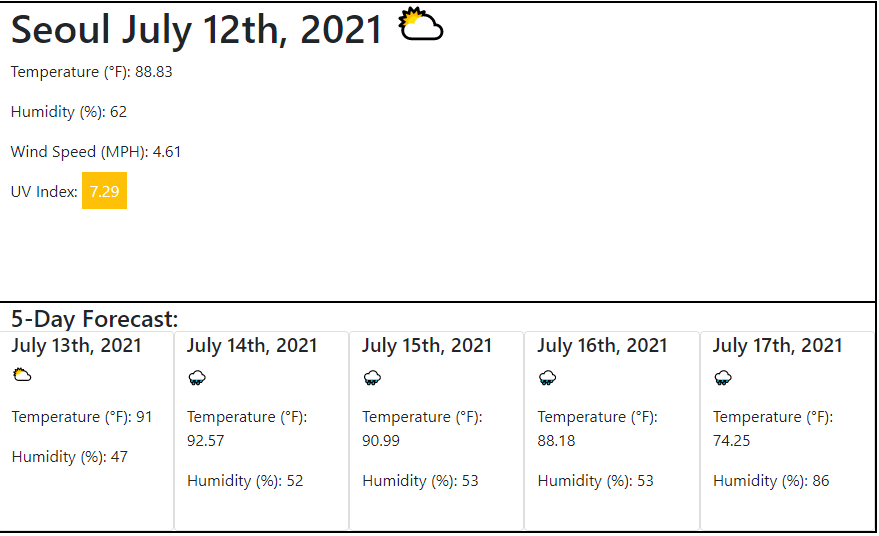 Seoul July 12th, 2021
Temperature (°F): 88.83
Humidity (%): 62
Wind Speed (MPH): 4.61
UV Index: 7.29
5-Day Forecast:
July 13th, 2021
Temperature (°F): 91
Humidity (%): 47
July 14th, 2021
Temperature (°F):
92.57
Humidity (%): 52
July 15th, 2021
Temperature (°F):
90.99
Humidity (%): 53
July 16th, 2021
Temperature (°F):
88.18
Humidity (%): 53
July 17th, 2021
Temperature (°F):
74.25
Humidity (%): 86